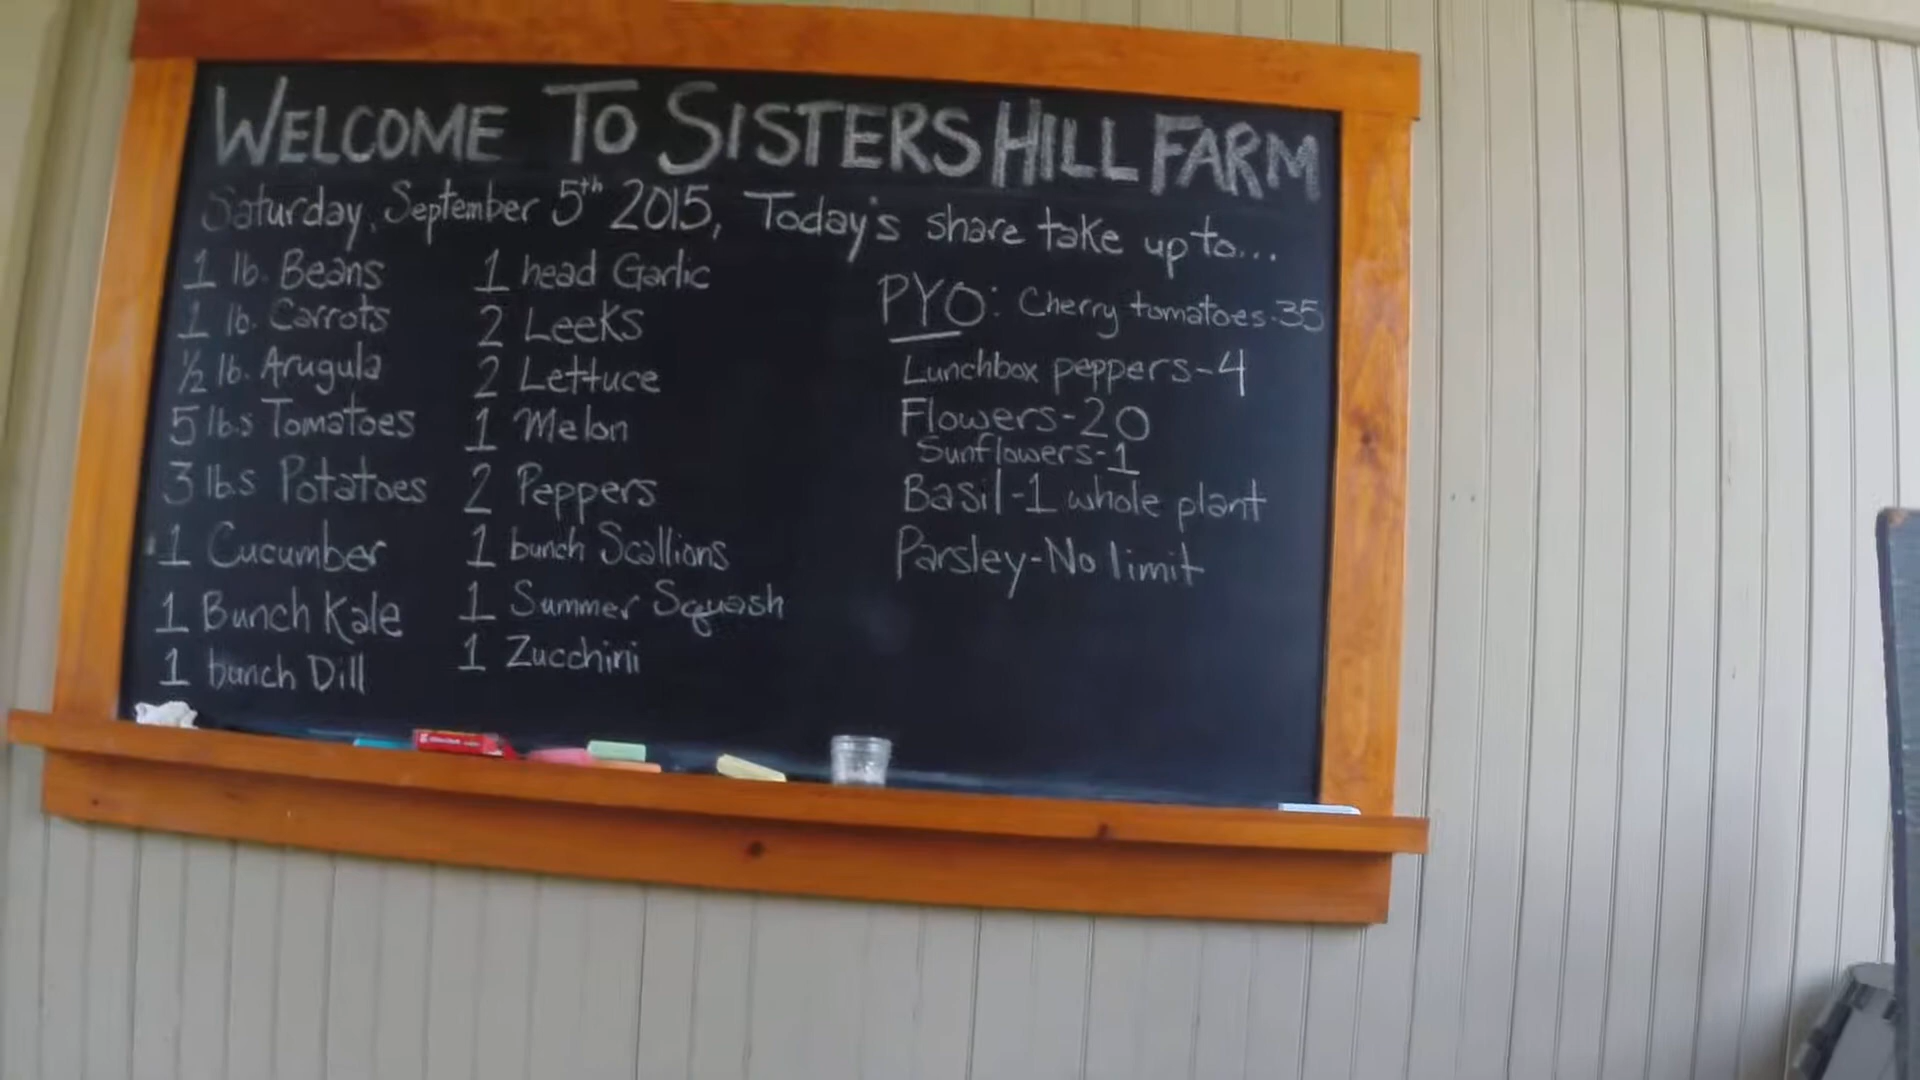 WELCOME TO SISTERS HILL FARM
Saturday, September 5th 2015, Today's share take up to...
1 lb. Beans
1 lb. Carrots
½ lb. Arugula
5 lbs Tomatoes
3 lbs Potatoes
1 Cucumber
1 Bunch Kale
1 bunch Dill
1 head Garlic
2 Leeks
2 Lettuce
1 Melon
2 Peppers
1 bunch Scallions
1 Summer Squash
1 Zucchini
PYO: Cherry tomatoes-35
Lunchbox peppers-4
Flowers-20
Sunflowers-1
Basil-1 whole plant
Parsley-No limit